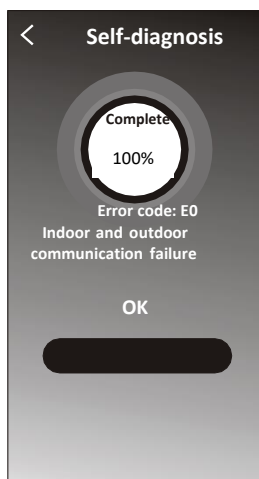 Self-diagnosis
Complete
100%
Error code: E0
Indoor and outdoor
communication failure
OK